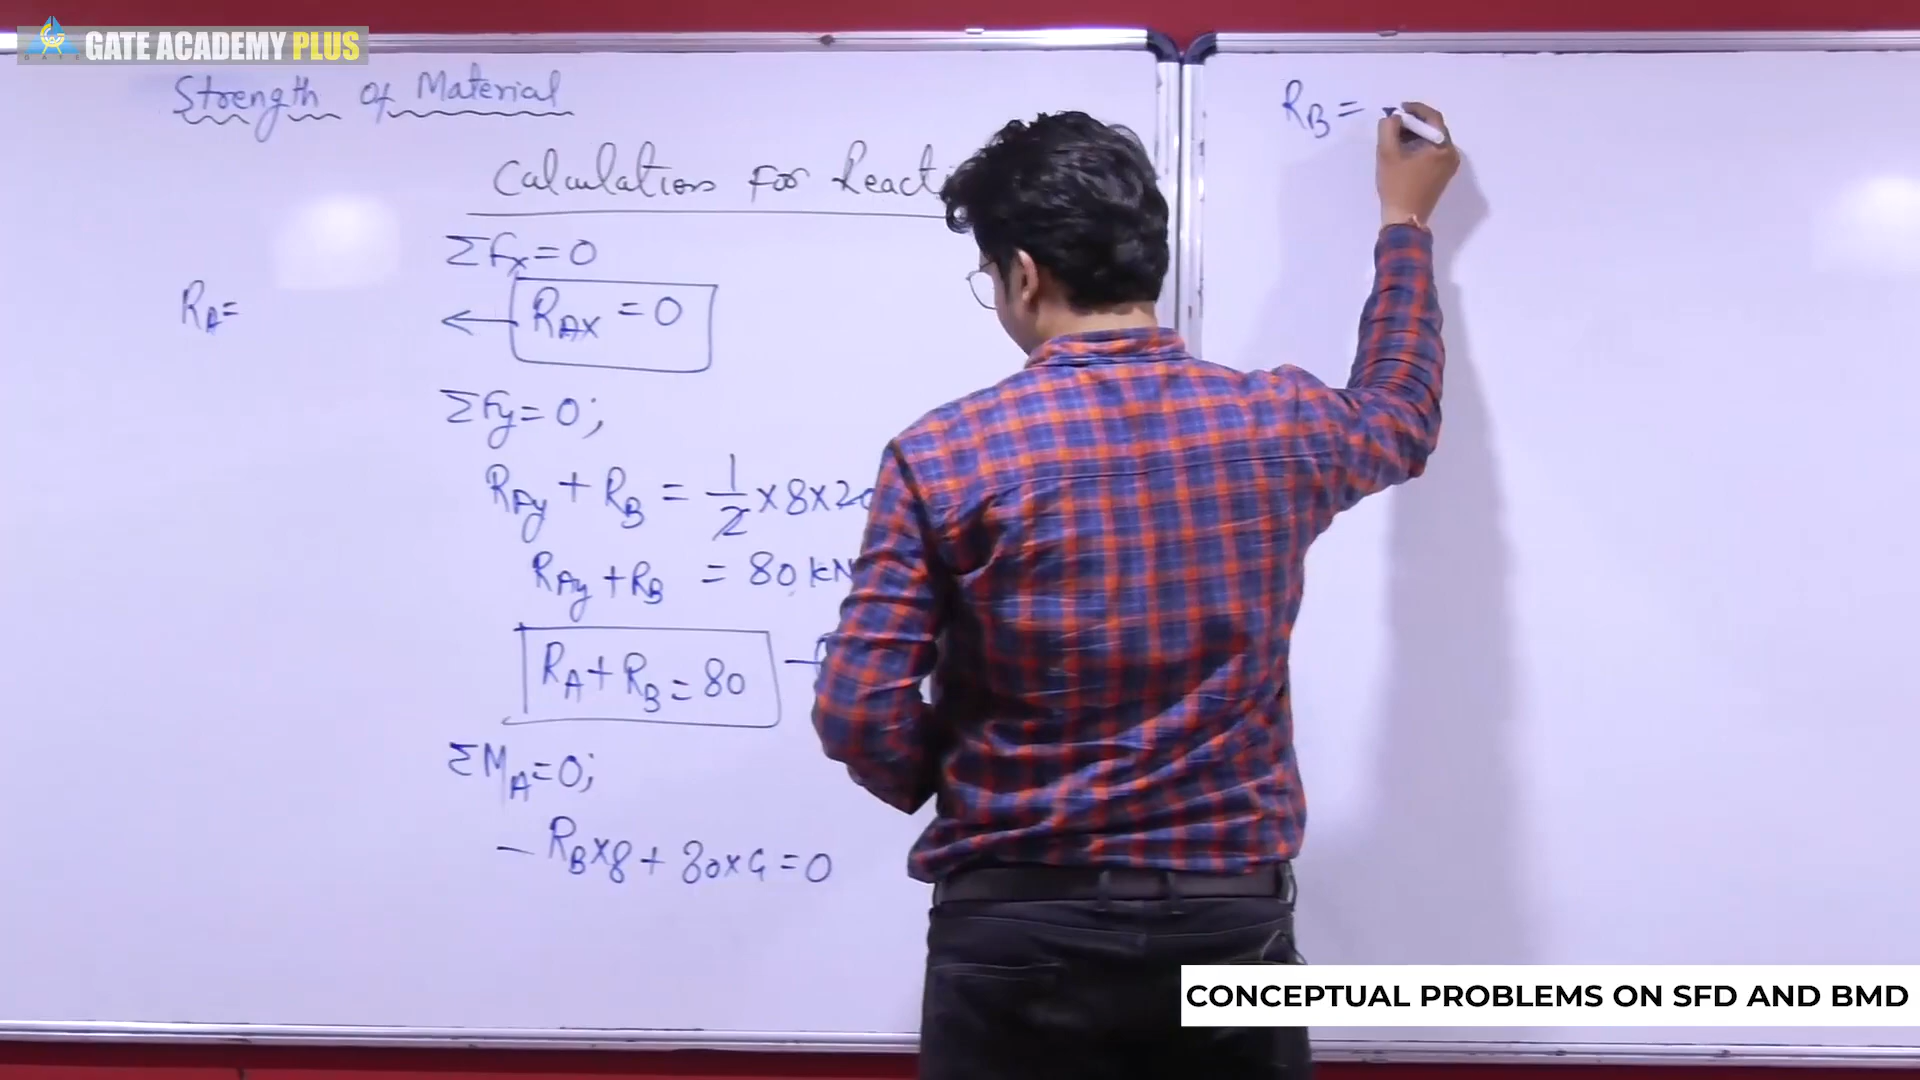 GATE ACADEMY PLUS
GATE
Strength of Material
Calculation for
ΣFx=0
RAx = 0
RA=
ΣFy=0;
RAy + RB = 1/2 ×8×20
RAy+RB = 80 kN
RA+RB=80
ΣMA=0;
- RB×8+80×4=0
RB=
CONCEPTUAL PROBLEMS ON SFD AND BMD